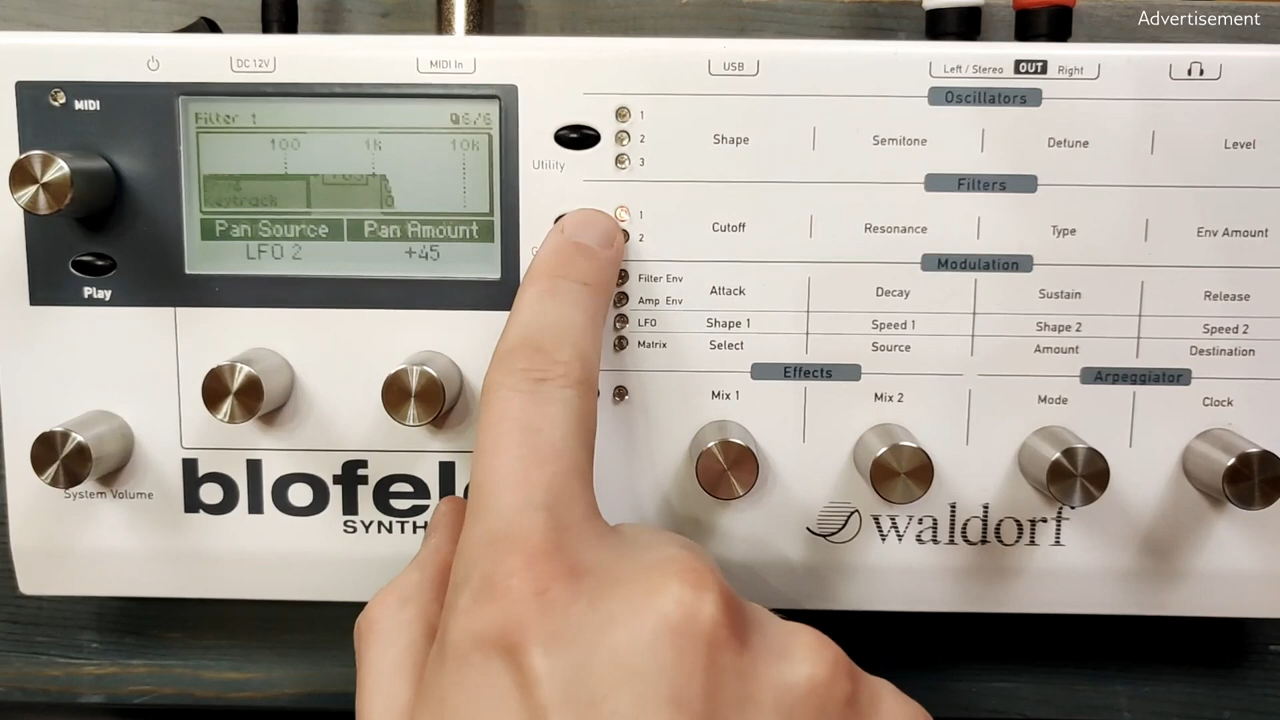 Advertisement
DC 12V
MIDI In
USB
Left / Stereo OUT Right
MIDI
Filter 1
6/6
100 1k 10k
Keytrack
Pan Source Pan Amount
LFO 2 +45
Play
Utility
System Volume
blofel
SYNTH
Oscillators
1
2
3
Shape Semitone Detune Level
Filters
1
2
Cutoff Resonance Type Env Amount
Modulation
Filter Env
Amp Env
Attack Decay Sustain Release
LFO Shape 1 Speed 1 Shape 2 Speed 2
Matrix Select Source Amount Destination
Effects Arpeggiator
Mix 1 Mix 2 Mode Clock
waldorf